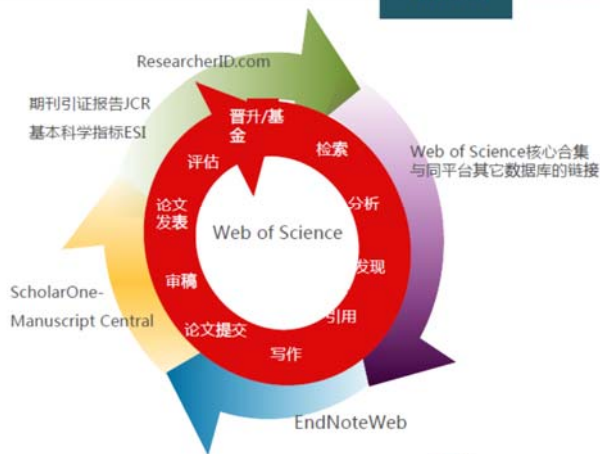 ResearcherID.com
期刊引证报告JCR
基本科学指标ESI
晋升/基
金
检索
评估
Web of Science核心合集
与同平台其它数据库的链接
论文
发表
分析
Web of Science
发现
审稿
ScholarOne-
Manuscript Central
引用
论文提交
写作
EndNoteWeb